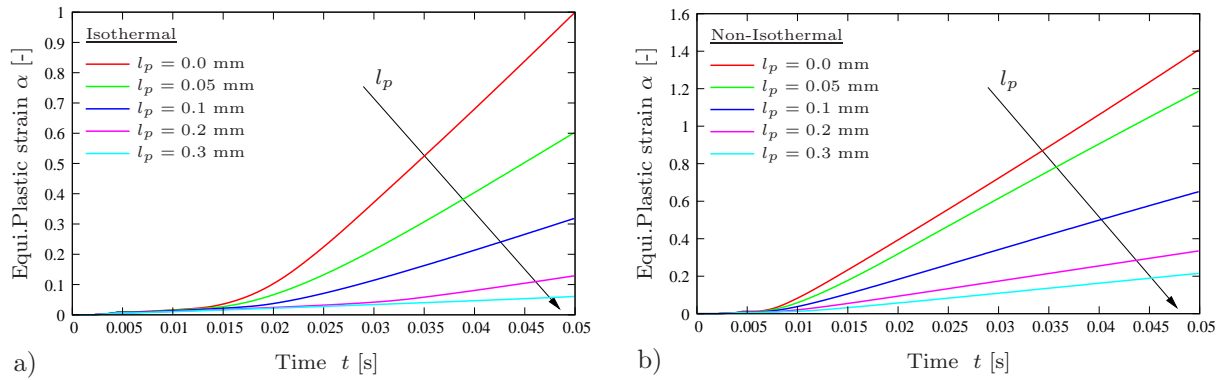 Isothermal
l_p = 0.0 mm
l_p = 0.05 mm
l_p = 0.1 mm
l_p = 0.2 mm
l_p = 0.3 mm
l_p
Equi.Plastic strain α [-]
1
0.9
0.8
0.7
0.6
0.5
0.4
0.3
0.2
0.1
0
0 0.005 0.01 0.015 0.02 0.025 0.03 0.035 0.04 0.045 0.05
Time t [s]
a)
Non-Isothermal
l_p = 0.0 mm
l_p = 0.05 mm
l_p = 0.1 mm
l_p = 0.2 mm
l_p = 0.3 mm
l_p
Equi.Plastic strain α [-]
1.6
1.4
1.2
1
0.8
0.6
0.4
0.2
0
0 0.005 0.01 0.015 0.02 0.025 0.03 0.035 0.04 0.045 0.05
Time t [s]
b)